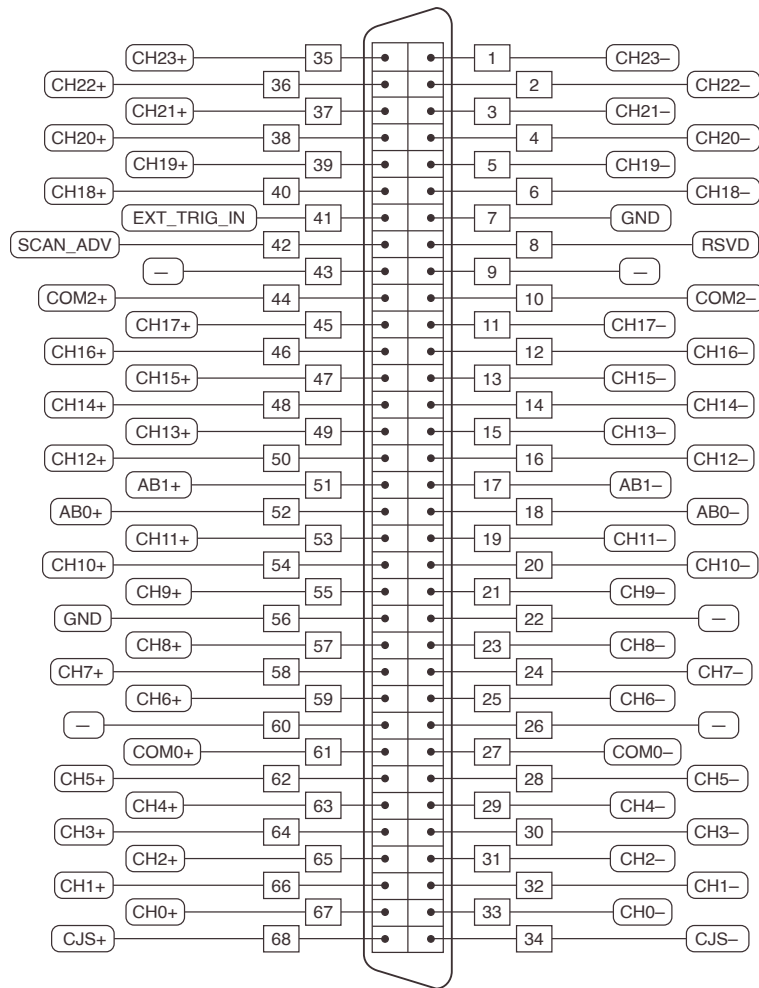 CH23+ 35 1 CH23–
CH22+ 36 2 CH22–
CH21+ 37 3 CH21–
CH20+ 38 4 CH20–
CH19+ 39 5 CH19–
CH18+ 40 6 CH18–
EXT_TRIG_IN 41 7 GND
SCAN_ADV 42 8 RSVD
— 43 9 —
COM2+ 44 10 COM2–
CH17+ 45 11 CH17–
CH16+ 46 12 CH16–
CH15+ 47 13 CH15–
CH14+ 48 14 CH14–
CH13+ 49 15 CH13–
CH12+ 50 16 CH12–
AB1+ 51 17 AB1–
AB0+ 52 18 AB0–
CH11+ 53 19 CH11–
CH10+ 54 20 CH10–
CH9+ 55 21 CH9–
GND 56 22 —
CH8+ 57 23 CH8–
CH7+ 58 24 CH7–
CH6+ 59 25 CH6–
— 60 26 —
COM0+ 61 27 COM0–
CH5+ 62 28 CH5–
CH4+ 63 29 CH4–
CH3+ 64 30 CH3–
CH2+ 65 31 CH2–
CH1+ 66 32 CH1–
CH0+ 67 33 CH0–
CJS+ 68 34 CJS–